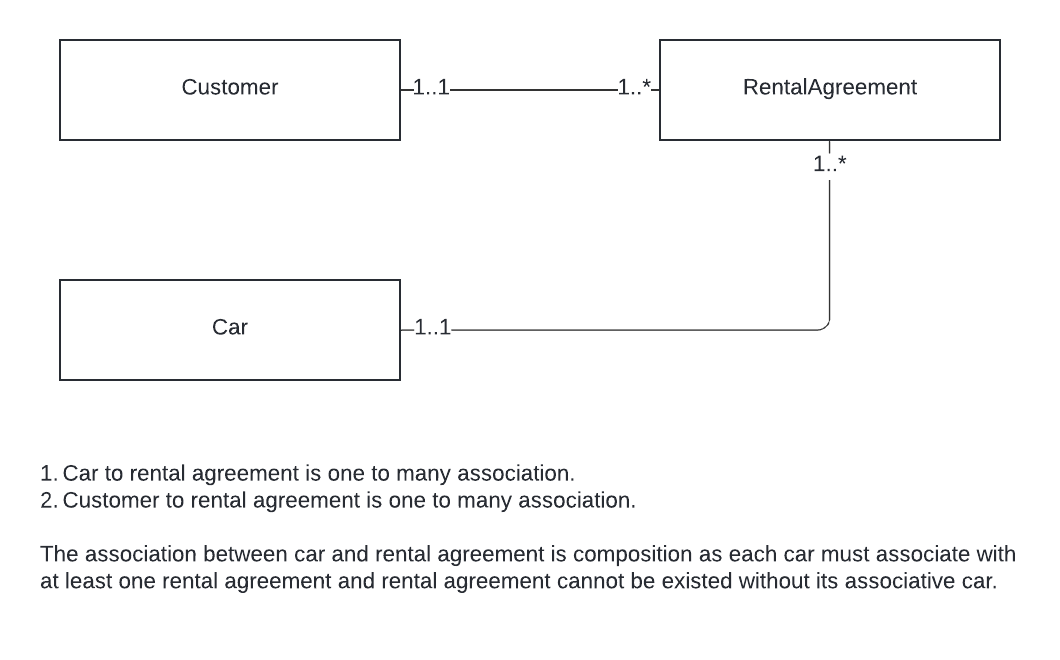 Customer
1..1
1..*
RentalAgreement
1..*
Car
1..1
1. Car to rental agreement is one to many association.
2. Customer to rental agreement is one to many association.
The association between car and rental agreement is composition as each car must associate with
at least one rental agreement and rental agreement cannot be existed without its associative car.